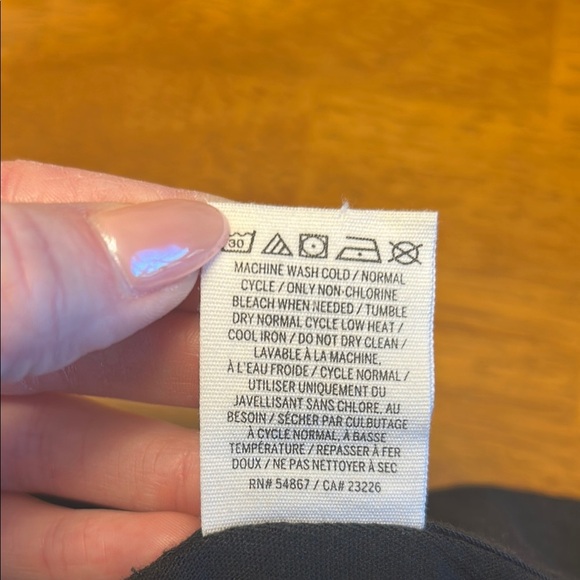 30
MACHINE WASH COLD / NORMAL
CYCLE / ONLY NON-CHLORINE
BLEACH WHEN NEEDED / TUMBLE
DRY NORMAL CYCLE LOW HEAT /
COOL IRON / DO NOT DRY CLEAN /
LAVABLE À LA MACHINE,
À L'EAU FROIDE / CYCLE NORMAL /
UTILISER UNIQUEMENT DU
JAVELLISANT SANS CHLORE, AU
BESOIN / SÉCHER PAR CULBUTAGE
À CYCLE NORMAL, À BASSE
TEMPÉRATURE / REPASSER À FER
DOUX / NE PAS NETTOYER À SEC
RN# 54867 / CA# 23226